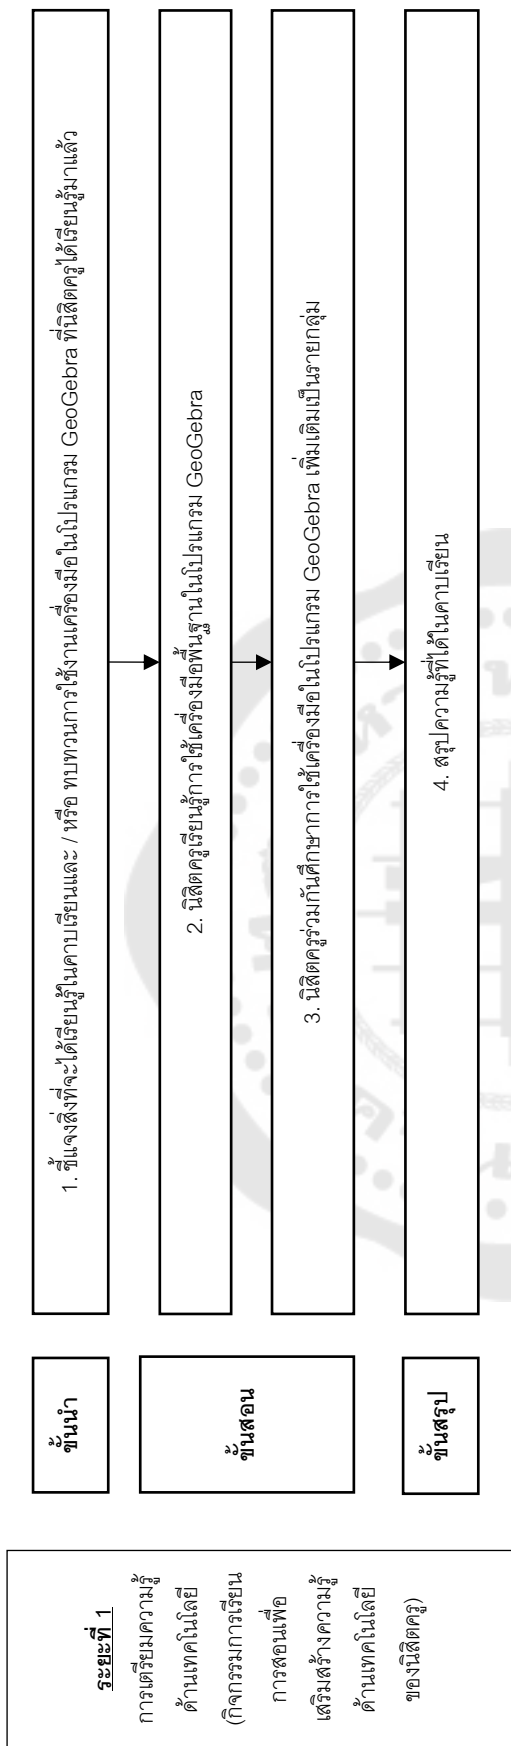 ระยะที่ 1
การเตรียมความรู้
ด้านเทคโนโลยี
(กิจกรรมการเรียน
การสอนเพื่อ
เสริมสร้างความรู้
ด้านเทคโนโลยี
ของนิสิตครู)
ขั้นนำ
1. ชี้แจงสิ่งที่จะได้เรียนรู้ในคาบเรียนและ / หรือ ทบทวนการใช้งานเครื่องมือในโปรแกรม GeoGebra ที่นิสิตครูได้เรียนรู้มาแล้ว
ขั้นสอน
2. นิสิตครูเรียนรู้การใช้เครื่องมือพื้นฐานในโปรแกรม GeoGebra
3. นิสิตครูร่วมกันศึกษาการใช้เครื่องมือในโปรแกรม GeoGebra เพิ่มเติมเป็นรายกลุ่ม
ขั้นสรุป
4. สรุปความรู้ที่ได้ในคาบเรียน